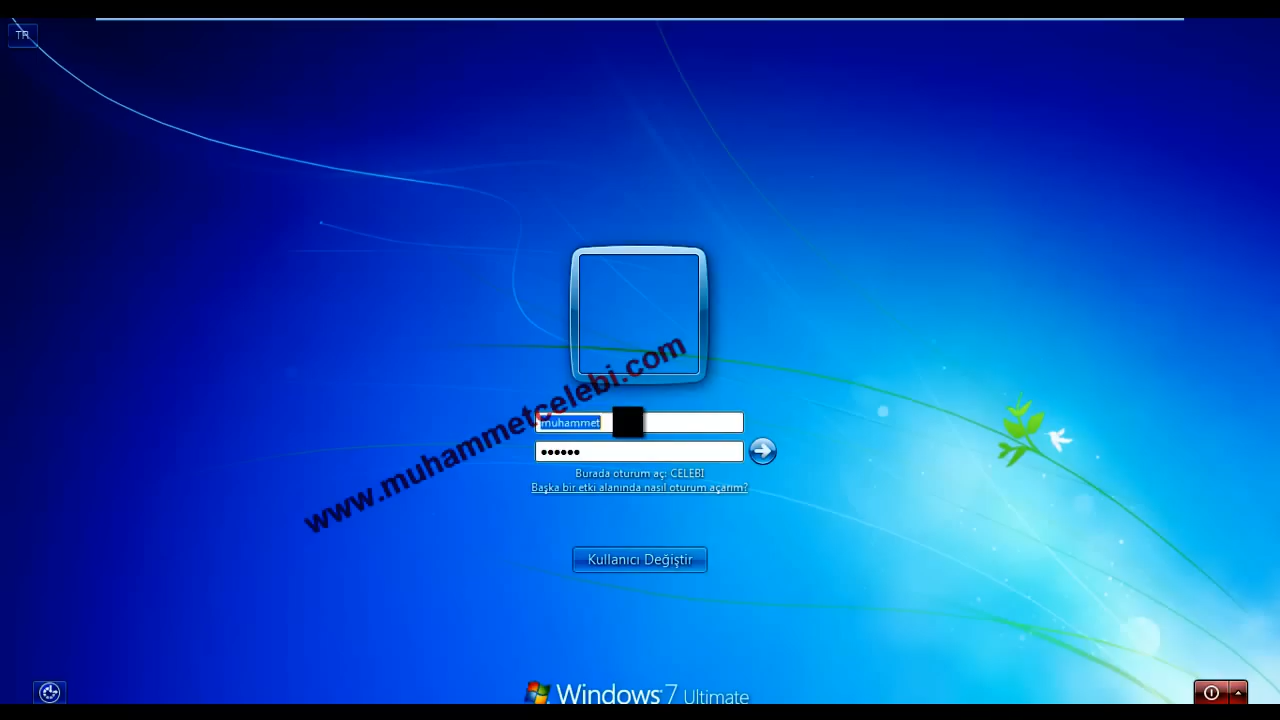 TR
www.muhammetcelebi.com
muhammet
Burada oturum aç: CELEBI
Başka bir etki alanında nasıl oturum açarım?
Kullanıcı Değiştir
Windows 7 Ultimate